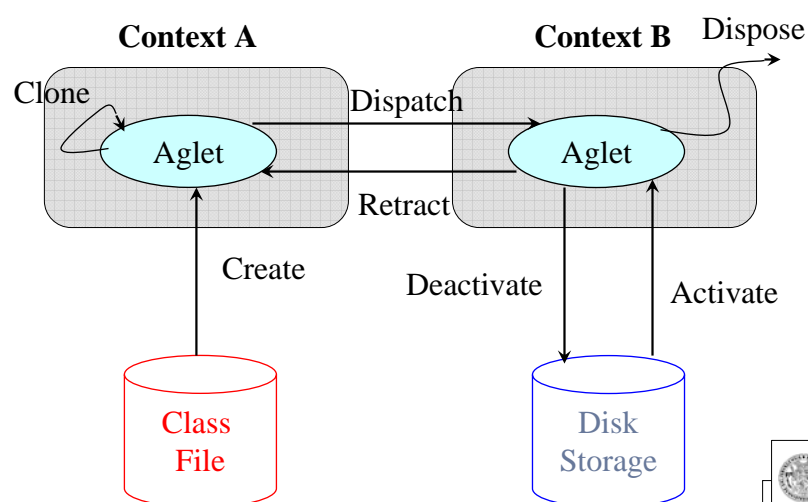 Context A
Context B
Dispose
Clone
Dispatch
Aglet
Aglet
Retract
Create
Deactivate
Activate
Class
File
Disk
Storage